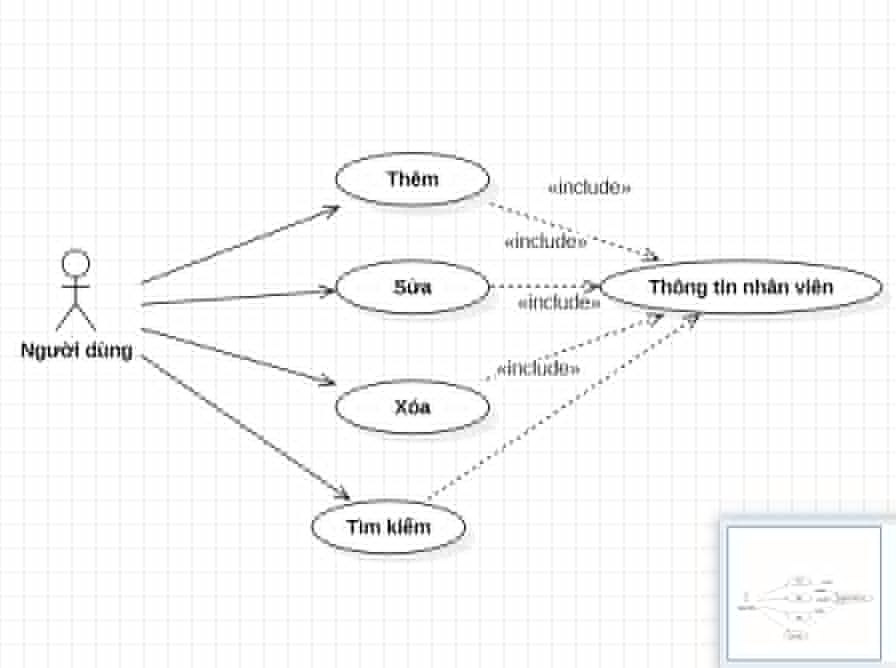 Thêm
«include»
«include»
Sửa
Thông tin nhân viên
«include»
Người dùng
«include»
Xóa
Tìm kiếm